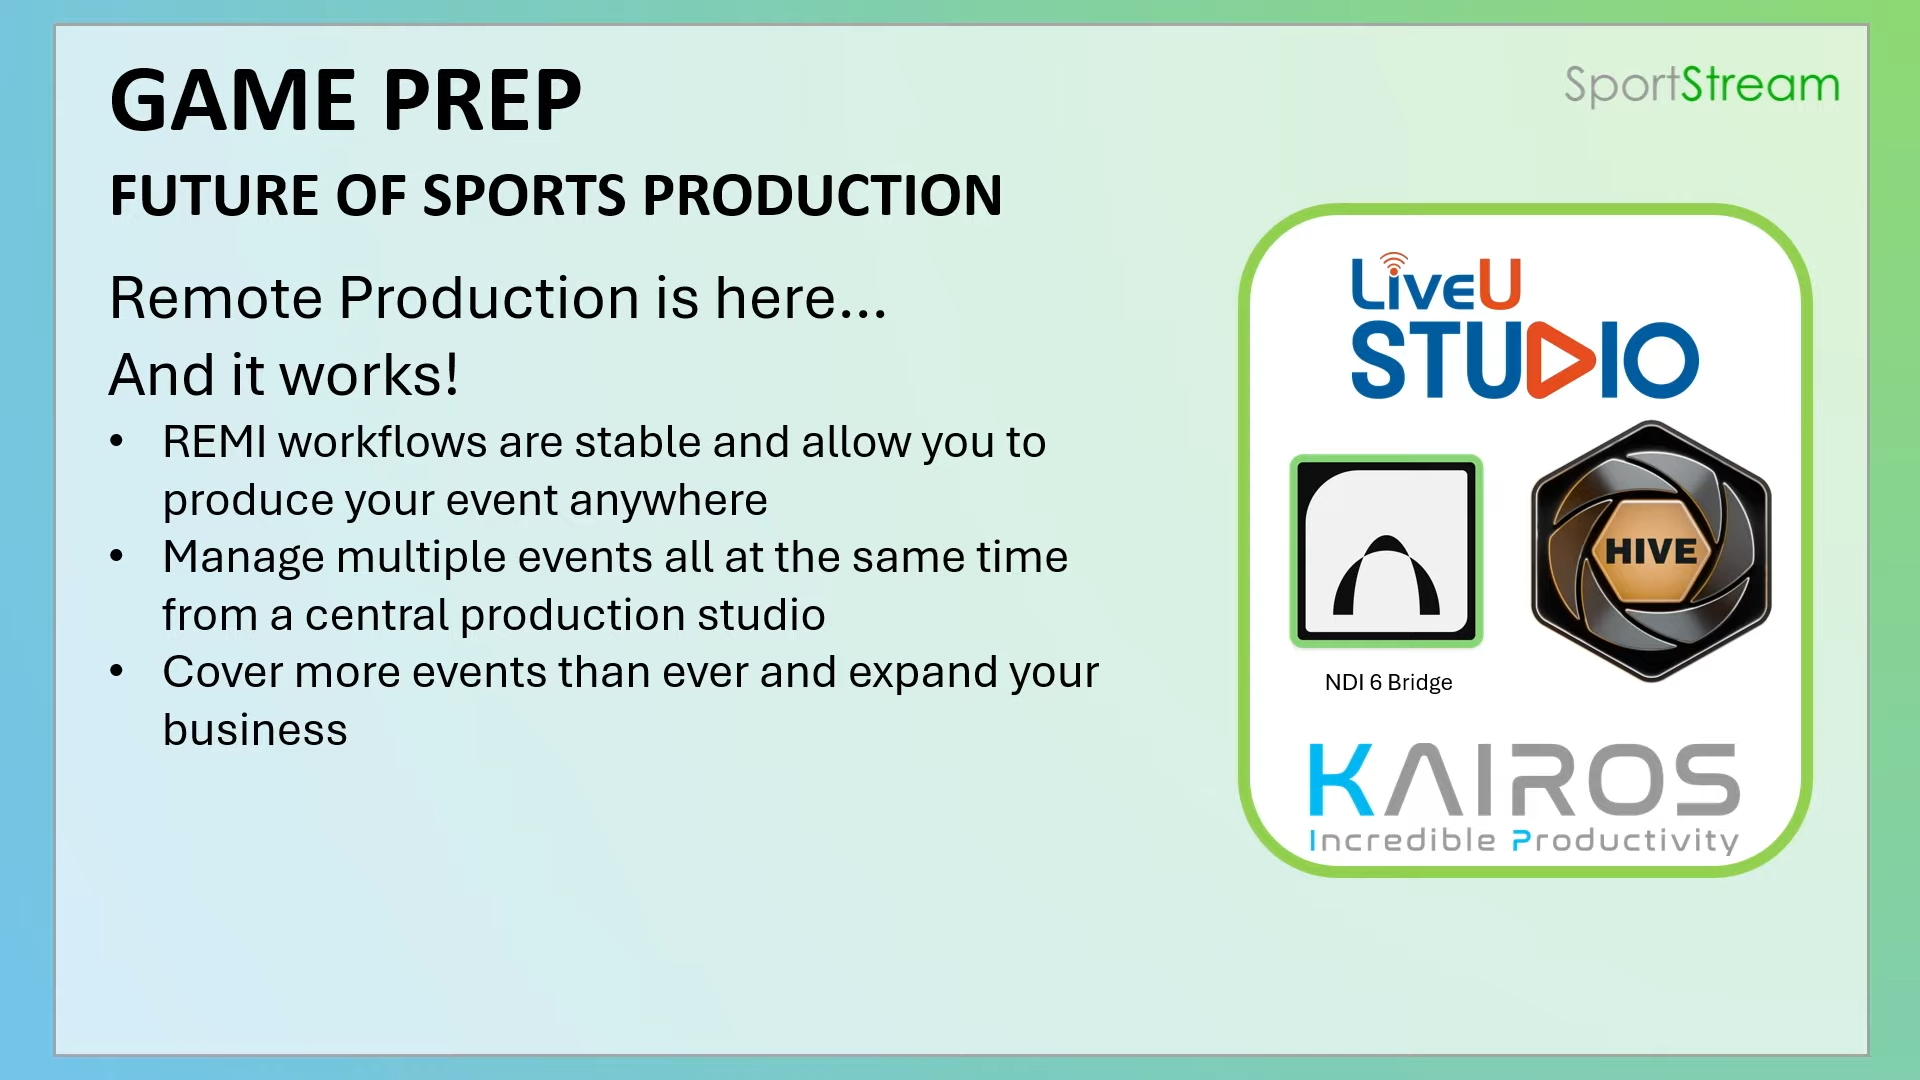 GAME PREP
SportStream
FUTURE OF SPORTS PRODUCTION
Remote Production is here...
And it works!
• REMI workflows are stable and allow you to
produce your event anywhere
• Manage multiple events all at the same time
from a central production studio
• Cover more events than ever and expand your
business
LiveU
STUDIO
HIVE
NDI 6 Bridge
KAIROS
Incredible Productivity